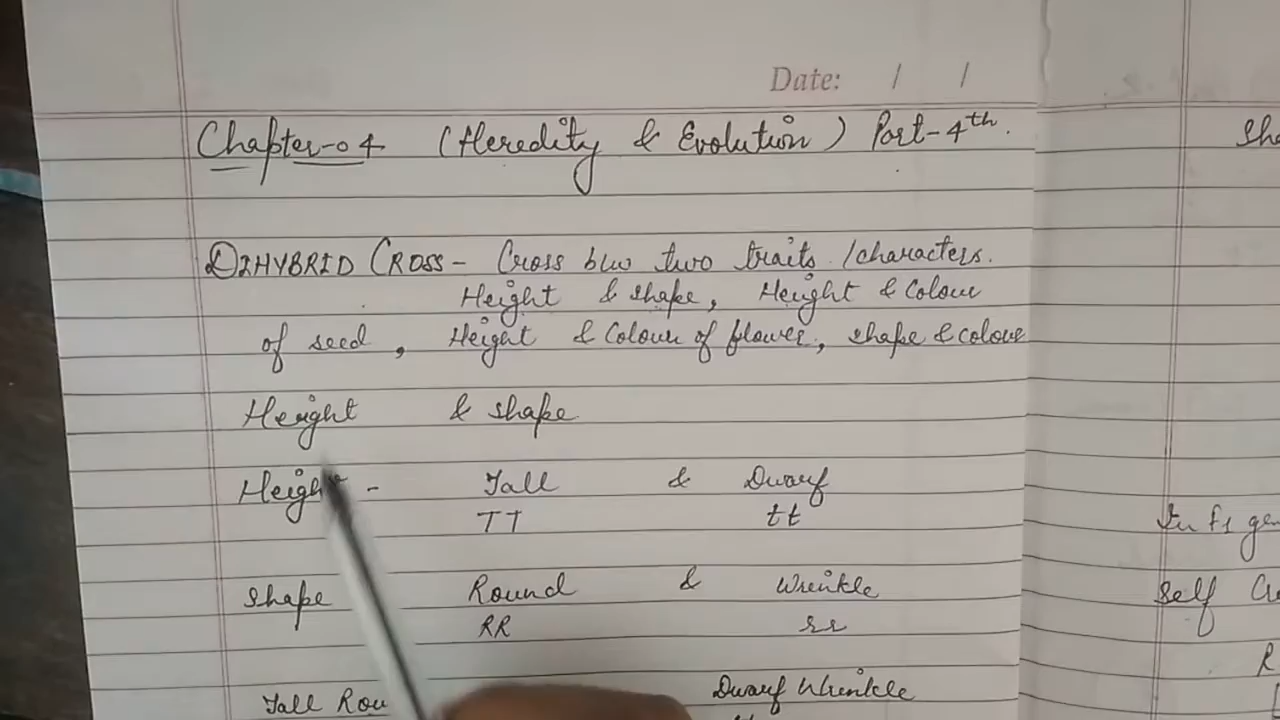 Date: / /
Chapter-04 (Heredity & Evolution) Part-4th.
DIHYBRID CROSS - Cross b/w two traits/characters.
Height & shape, Height & Colour
of seed, Height & Colour of flower, shape & colour
Height & shape
Height - Tall & Dwarf
TT tt
Shape Round & Wrinkle
RR rr
Tall Rou
Dwarf Wrinkle
Sha
In F1 gen
Self Cr
R